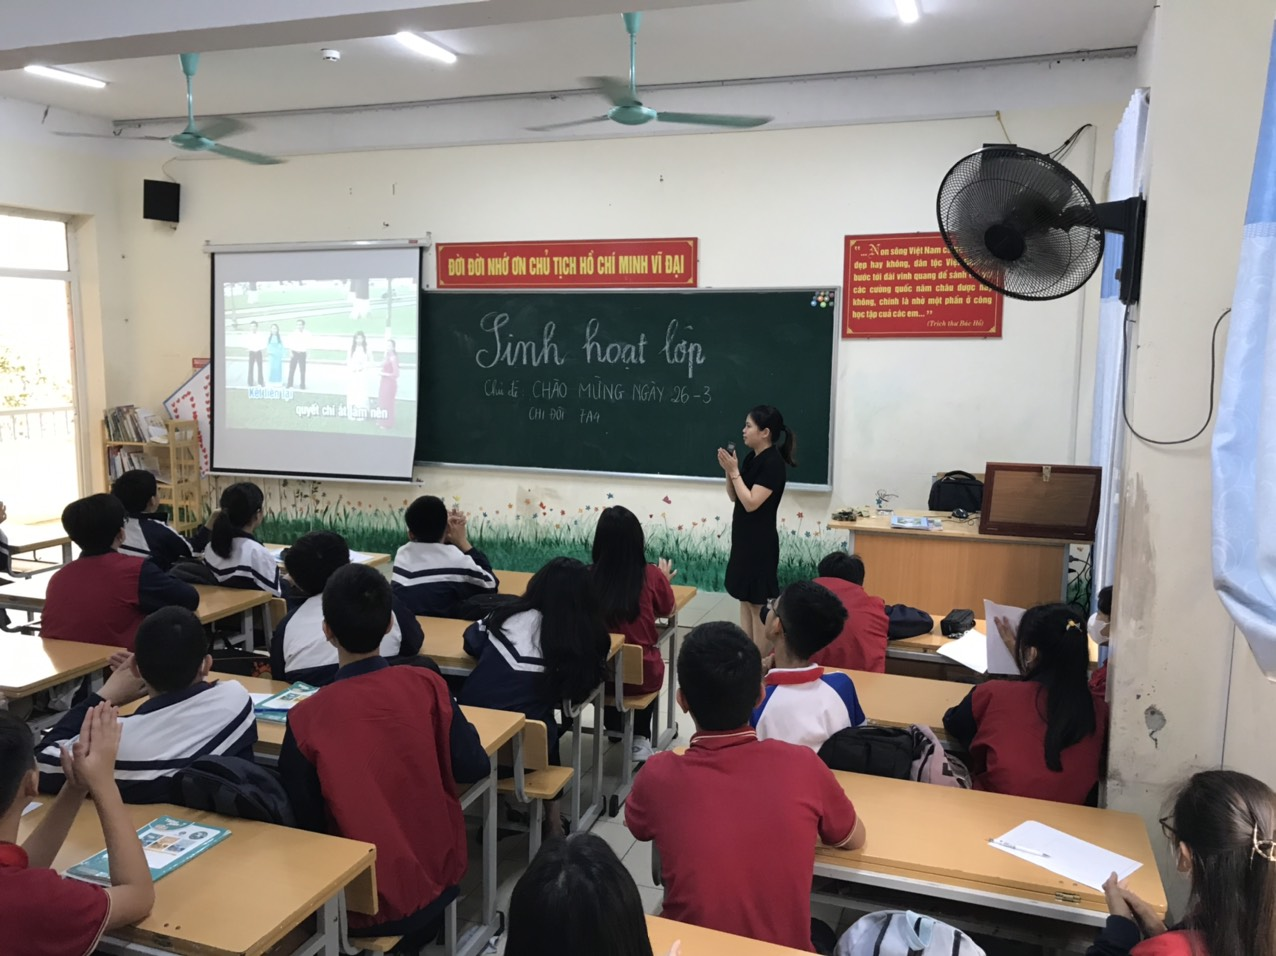 ĐỜI ĐỜI NHỚ ƠN CHỦ TỊCH HỒ CHÍ MINH VĨ ĐẠI
Sinh hoạt lớp
Chủ đề: CHÀO MỪNG NGÀY 26-3
CHI ĐỘI 7A4
quyết chí ắt làm nên
"...Non sông Việt Nam
đẹp hay không, dân tộc
bước tới đài vinh quang để sánh
các cường quốc năm châu được hay
không, chính là nhờ một phần ở công
học tập của các em..."
(Trích thư Bác Hồ)